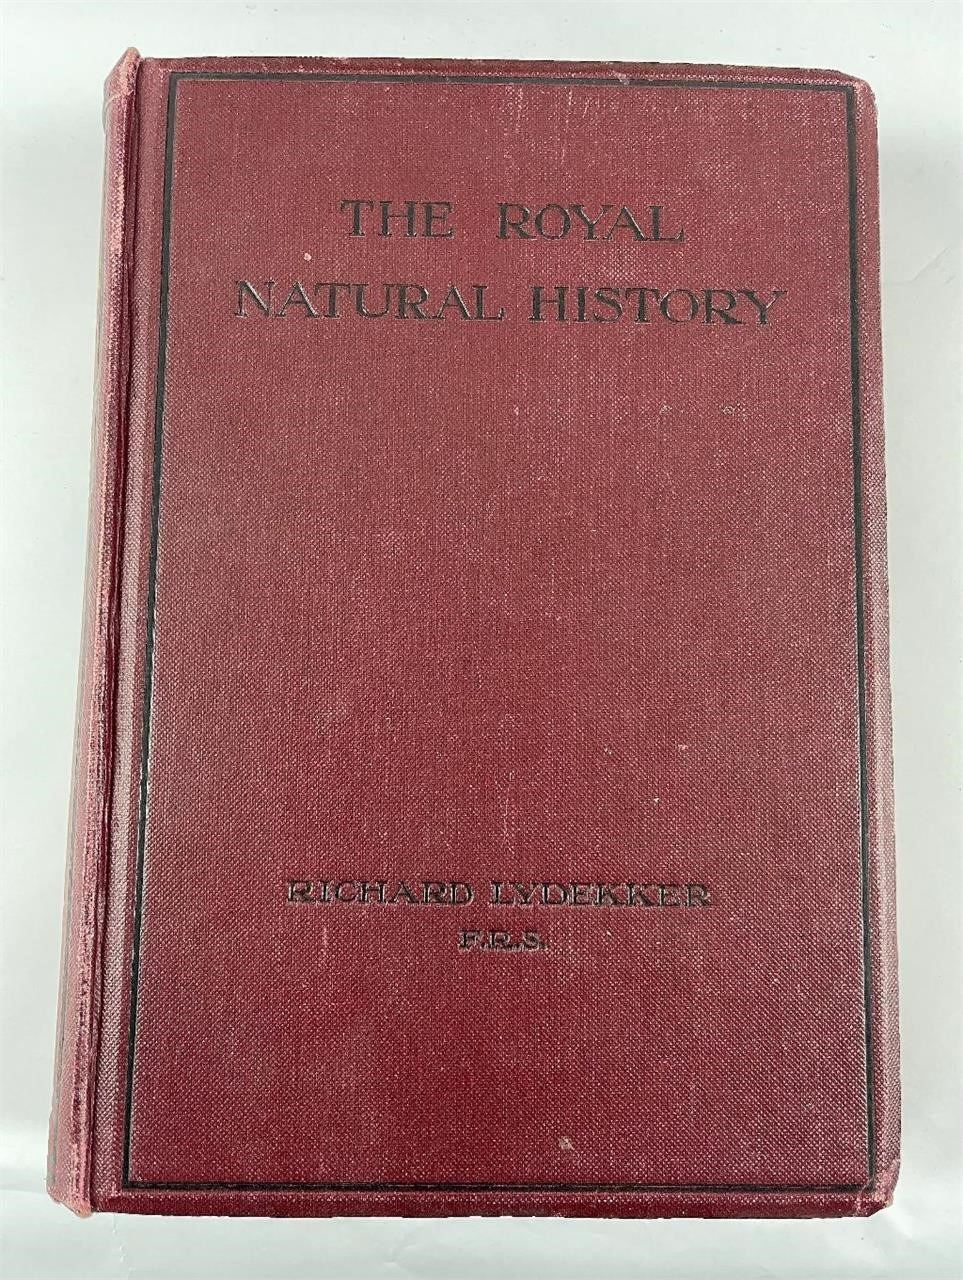 THE ROYAL
NATURAL HISTORY
RICHARD LYDEKKER
F.R.S.